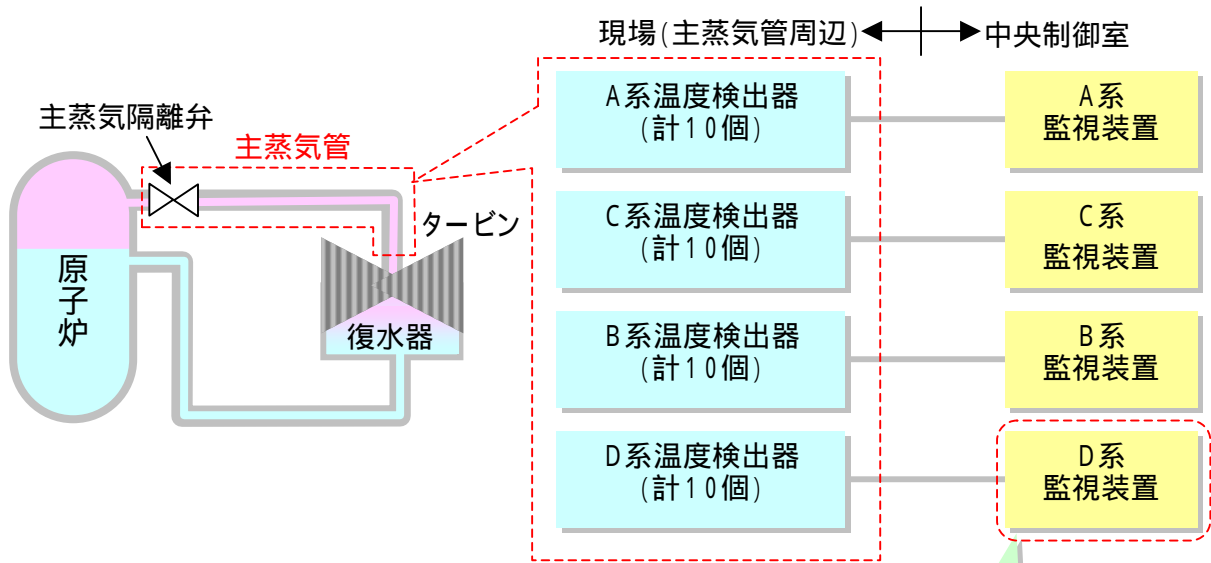 現場(主蒸気管周辺)
中央制御室
主蒸気隔離弁
主蒸気管
タービン
原子炉
復水器
A系温度検出器
(計10個)
A系
監視装置
C系温度検出器
(計10個)
C系
監視装置
B系温度検出器
(計10個)
B系
監視装置
D系温度検出器
(計10個)
D系
監視装置